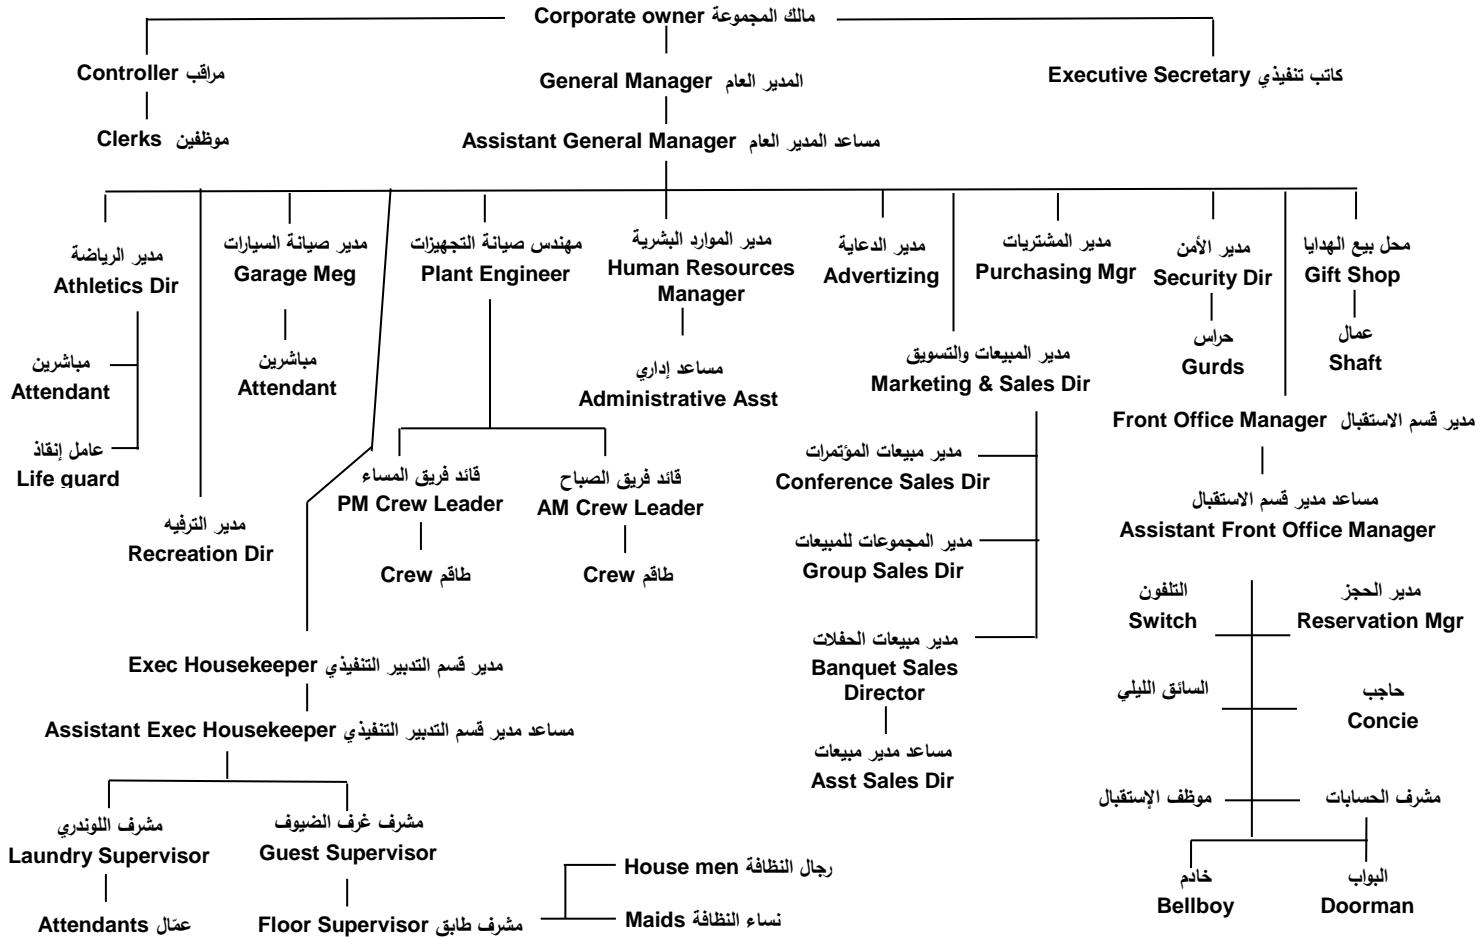 Corporate owner مالك المجموعة
Controller مراقب
General Manager المدير العام
Executive Secretary كاتب تنفيذي
Clerks موظفين
Assistant General Manager مساعد المدير العام
مدير الرياضة
Athletics Dir
مدير صيانة السيارات
Garage Meg
مهندس صيانة التجهيزات
Plant Engineer
مدير الموارد البشرية
Human Resources
Manager
مدير الدعاية
Advertizing
مدير المشتريات
Purchasing Mgr
مدير الأمن
Security Dir
محل بيع الهدايا
Gift Shop
مباشرين
Attendant
مباشرين
Attendant
مساعد إداري
Administrative Asst
مدير المبيعات والتسويق
Marketing & Sales Dir
حراس
Gurds
عمال
Shaft
عامل إنقاذ
Life guard
Front Office Manager مدير قسم الاستقبال
مدير الترفيه
Recreation Dir
قائد فريق المساء
PM Crew Leader
قائد فريق الصباح
AM Crew Leader
مدير مبيعات المؤتمرات
Conference Sales Dir
مساعد مدير قسم الاستقبال
Assistant Front Office Manager
Crew طاقم
Crew طاقم
مدير المجموعات للمبيعات
Group Sales Dir
التلفون
Switch
مدير الحجز
Reservation Mgr
Exec Housekeeper مدير قسم التدبير التنفيذي
مدير مبيعات الحفلات
Banquet Sales
Director
السائق الليلي
حاجب
Concie
Assistant Exec Housekeeper مساعد مدير قسم التدبير التنفيذي
مساعد مدير مبيعات
Asst Sales Dir
موظف الإستقبال
مشرف الحسابات
مشرف اللوندري
Laundry Supervisor
مشرف غرف الضيوف
Guest Supervisor
House men رجال النظافة
خادم
Bellboy
البواب
Doorman
Attendants عمّال
Floor Supervisor مشرف طابق
Maids نساء النظافة